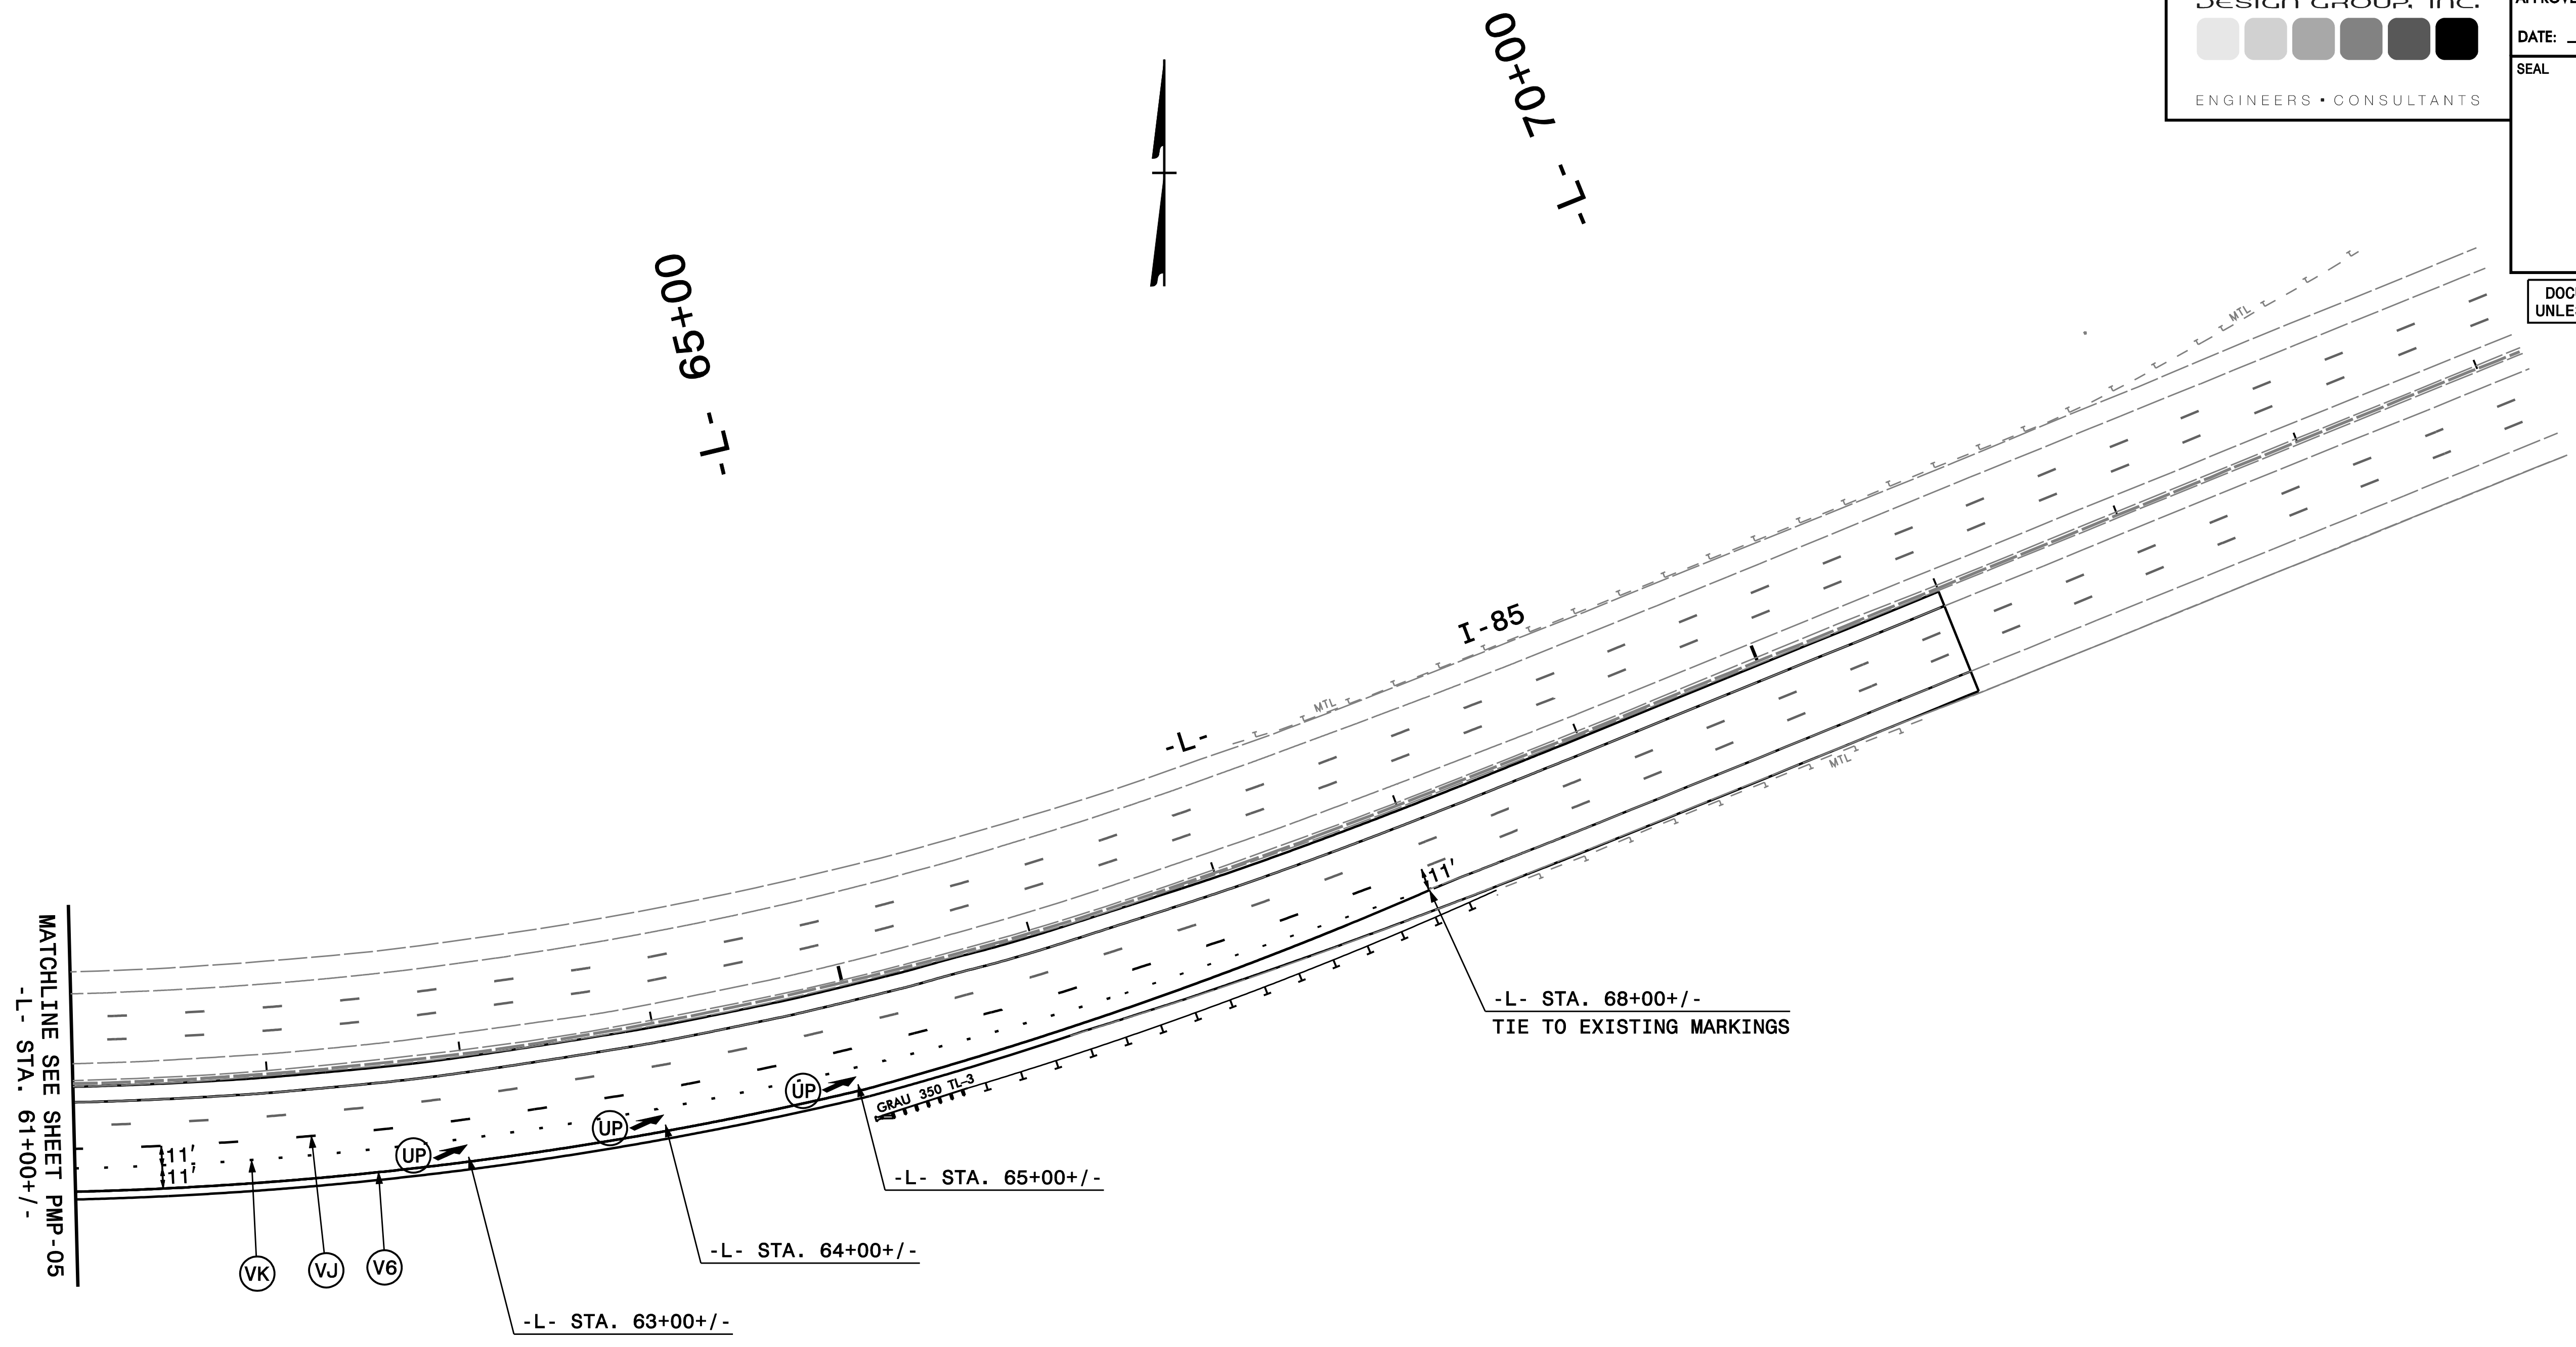 DESIGN GROUP, INC.
ENGINEERS ▪ CONSULTANTS
DATE:
SEAL
-L- 70+00
-L- 65+00
MTL
I-85
MTL
-L-
MTL
11'
MATCHLINE SEE SHEET PMP-05
-L- STA. 61+00+/-
-L- STA. 68+00+/-
TIE TO EXISTING MARKINGS
GRAU 350 TL-3
UP
UP
UP
11'
11'
-L- STA. 65+00+/-
-L- STA. 64+00+/-
-L- STA. 63+00+/-
VK
VJ
V6